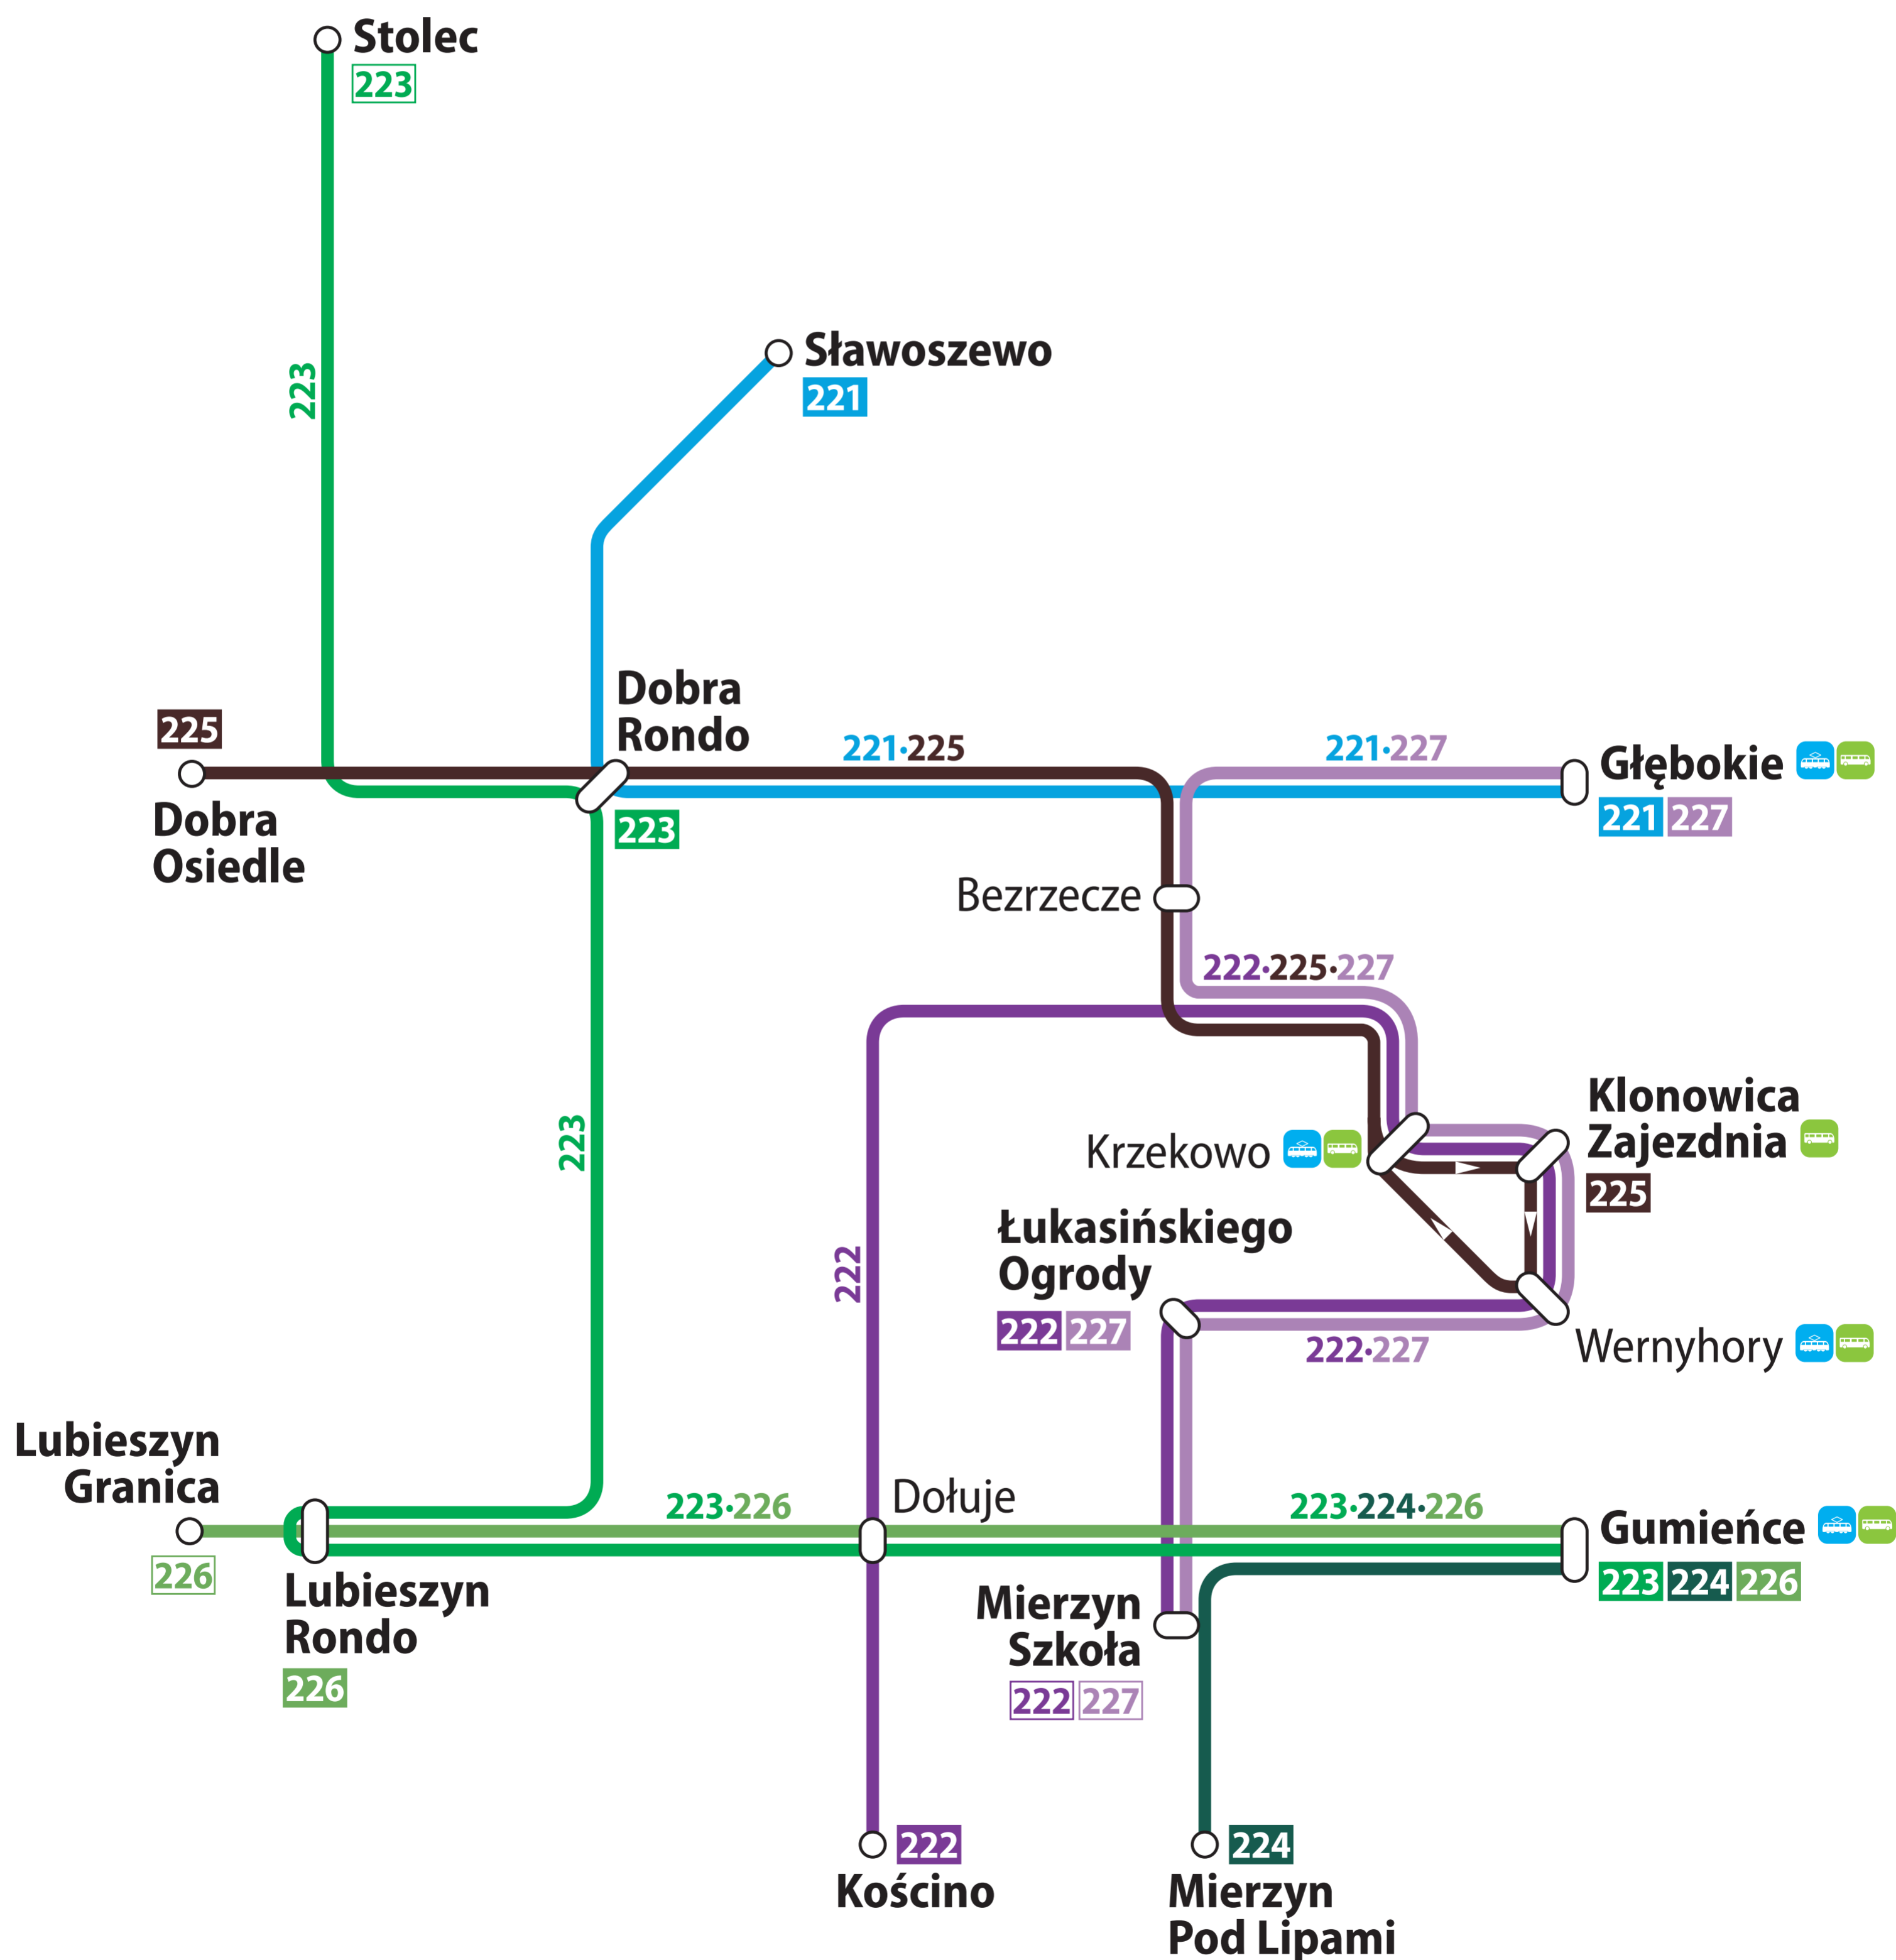 Stolec
223
223
Sławoszewo
221
Dobra
Rondo
225
221·225
221·227
Głębokie
221 227
Dobra
Osiedle
223
Bezrzecze
222·225·227
Klonowica
Zajezdnia
225
Krzekowo
223
Łukasińskiego
Ogrody
222 227
222
222·227
Wernyhory
Lubieszyn
Granica
226
Dołuje
223·226
223·224·226
Gumieńce
223 224 226
Lubieszyn
Rondo
226
Mierzyn
Szkoła
222 227
222
Kościno
224
Mierzyn
Pod Lipami